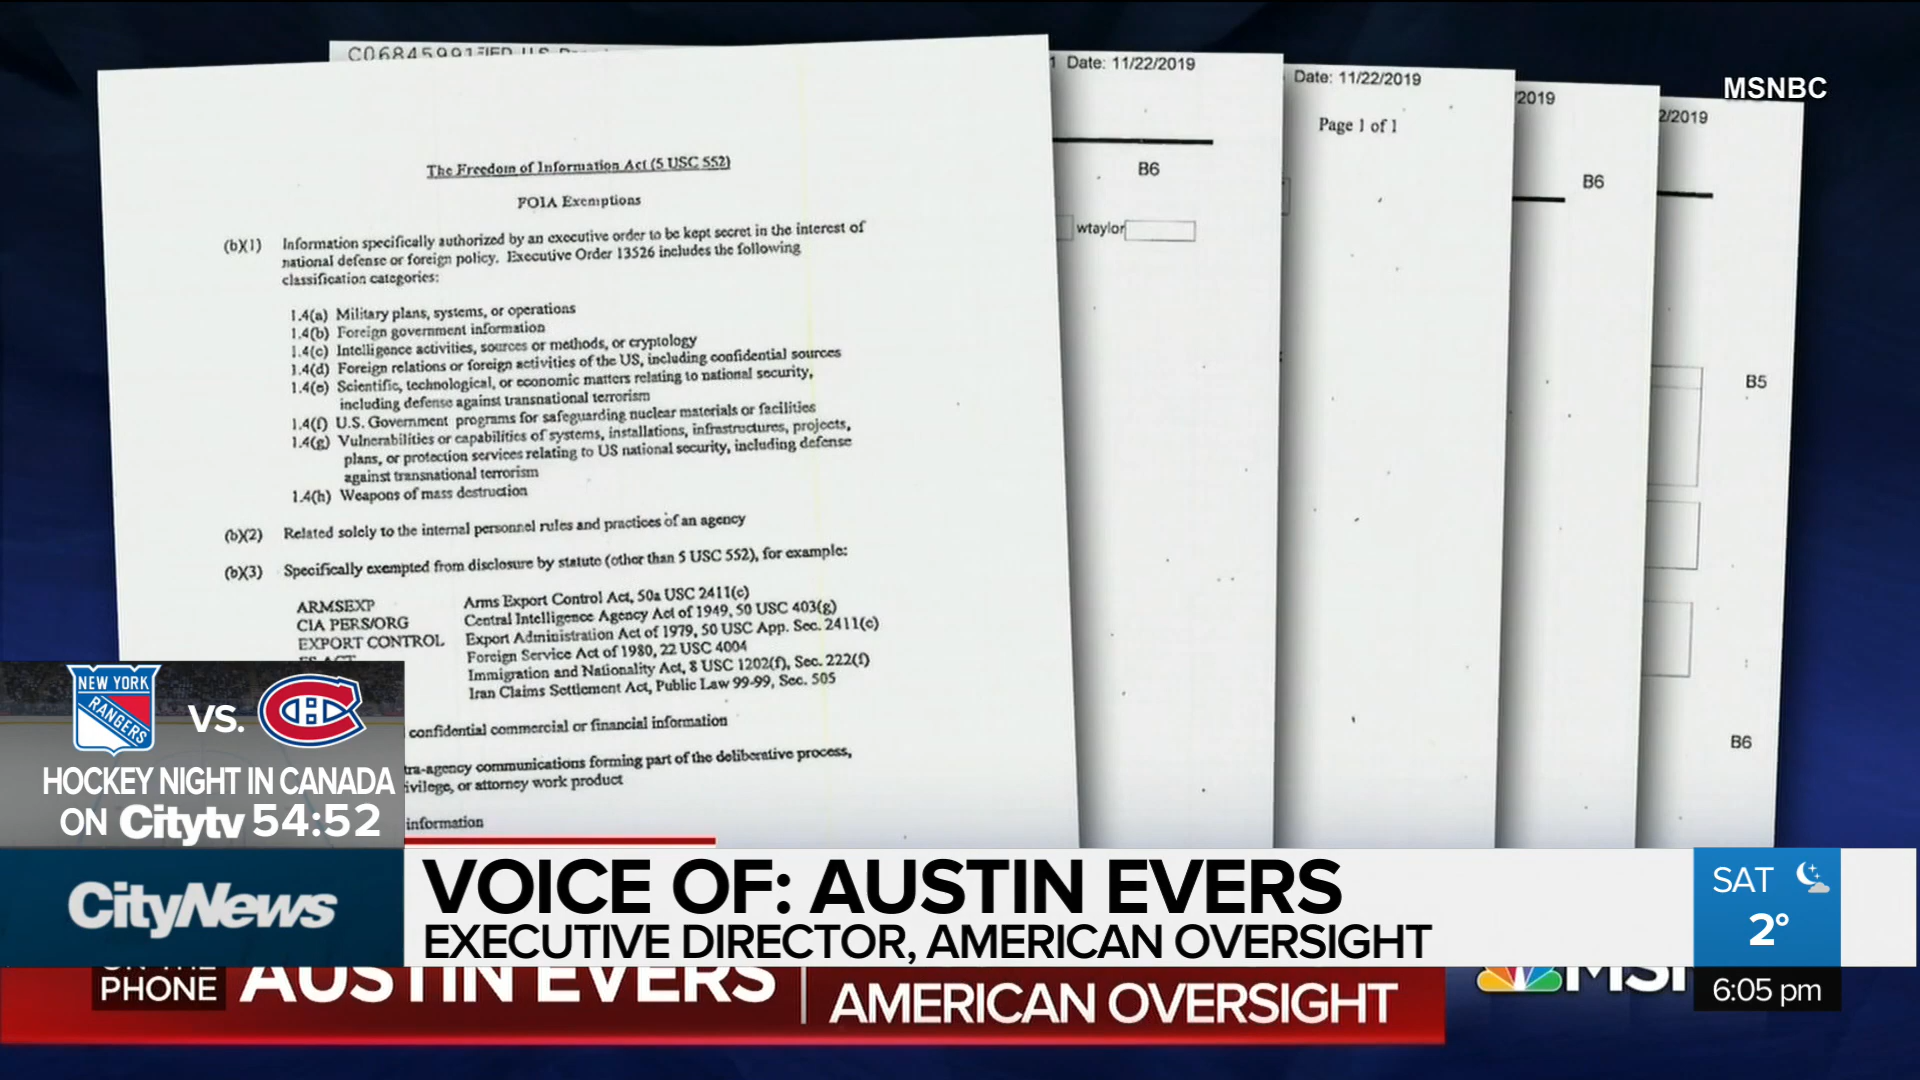 C06845991
1 Date: 11/22/2019
Date: 11/22/2019
/2019
2/2019
MSNBC
Page 1 of 1
B6
B6
wtaylor
B5
B6
The Freedom of Information Act (5 USC 552)
FOIA Exemptions
(b)(1) Information specifically authorized by an executive order to be kept secret in the interest of
national defense or foreign policy. Executive Order 13526 includes the following
classification categories:
1.4(a) Military plans, systems, or operations
1.4(b) Foreign government information
1.4(c) Intelligence activities, sources or methods, or cryptology
1.4(d) Foreign relations or foreign activities of the US, including confidential sources
1.4(e) Scientific, technological, or economic matters relating to national security,
including defense against transnational terrorism
1.4(f) U.S. Government programs for safeguarding nuclear materials or facilities
1.4(g) Vulnerabilities or capabilities of systems, installations, infrastructures, projects,
plans, or protection services relating to US national security, including defense
against transnational terrorism
1.4(h) Weapons of mass destruction
(b)(2) Related solely to the internal personnel rules and practices of an agency
(b)(3) Specifically exempted from disclosure by statute (other than 5 USC 552), for example:
ARMSEXP Arms Export Control Act, 50a USC 2411(c)
CIA PERS/ORG Central Intelligence Agency Act of 1949, 50 USC 403(g)
EXPORT CONTROL Export Administration Act of 1979, 50 USC App. Sec. 2411(c)
Foreign Service Act of 1980, 22 USC 4004
Immigration and Nationality Act, 8 USC 1202(f), Sec. 222(f)
Iran Claims Settlement Act, Public Law 99-99, Sec. 505
confidential commercial or financial information
tra-agency communications forming part of the deliberative process,
ivilege, or attorney work product
information
NEW YORK
RANGERS
VS.
HOCKEY NIGHT IN CANADA
ON Citytv 54:52
CityNews
VOICE OF: AUSTIN EVERS
EXECUTIVE DIRECTOR, AMERICAN OVERSIGHT
SAT
2°
6:05 pm
ON THE
PHONE
AUSTIN EVERS
AMERICAN OVERSIGHT